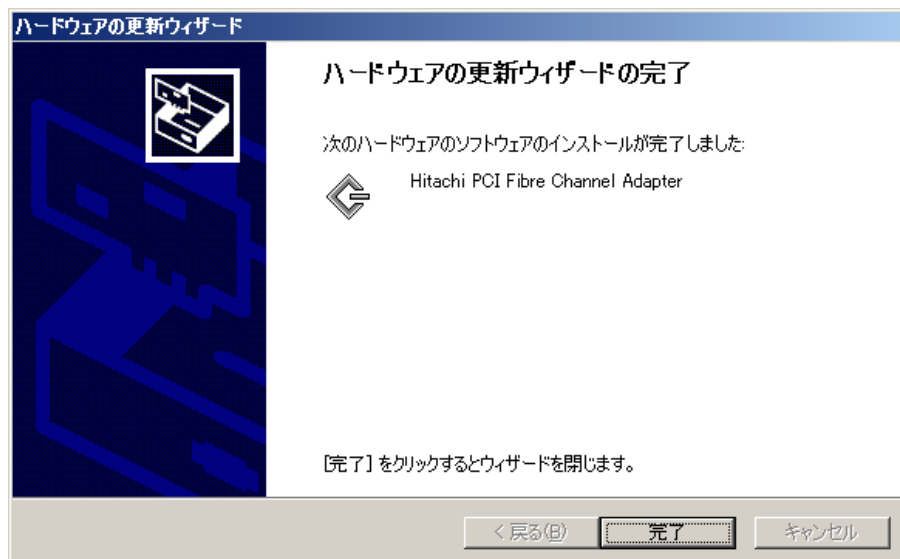 ハードウェアの更新ウィザード
ハードウェアの更新ウィザードの完了
次のハードウェアのソフトウェアのインストールが完了しました:
Hitachi PCI Fibre Channel Adapter
[完了] をクリックするとウィザードを閉じます。
< 戻る(B)
完了
キャンセル